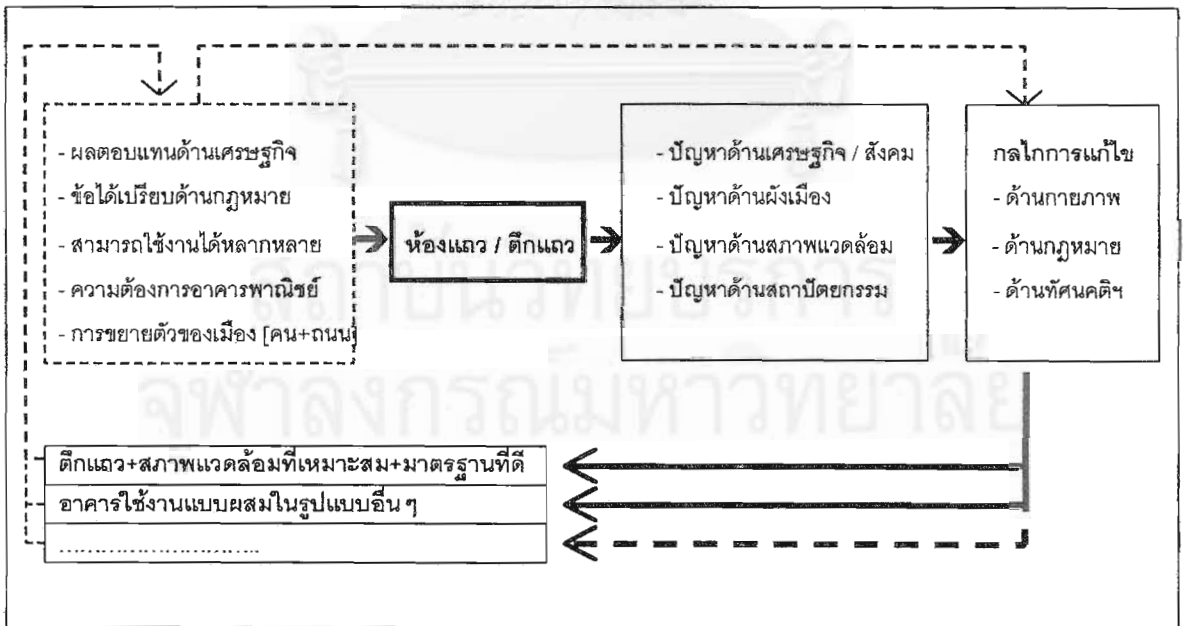 - ผลตอบแทนด้านเศรษฐกิจ
- ข้อได้เปรียบด้านกฎหมาย
- สามารถใช้งานได้หลากหลาย
- ความต้องการอาคารพาณิชย์
- การขยายตัวของเมือง [คน+ถนน]
ห้องแถว / ตึกแถว
- ปัญหาด้านเศรษฐกิจ / สังคม
- ปัญหาด้านผังเมือง
- ปัญหาด้านสภาพแวดล้อม
- ปัญหาด้านสถาปัตยกรรม
กลไกการแก้ไข
- ด้านกายภาพ
- ด้านกฎหมาย
- ด้านทัศนคติฯ
สถาบันวิทยบริการ
จุฬาลงกรณ์มหาวิทยาลัย
ตึกแถว+สภาพแวดล้อมที่เหมาะสม+มาตรฐานที่ดี
อาคารใช้งานแบบผสมในรูปแบบอื่น ๆ
................................